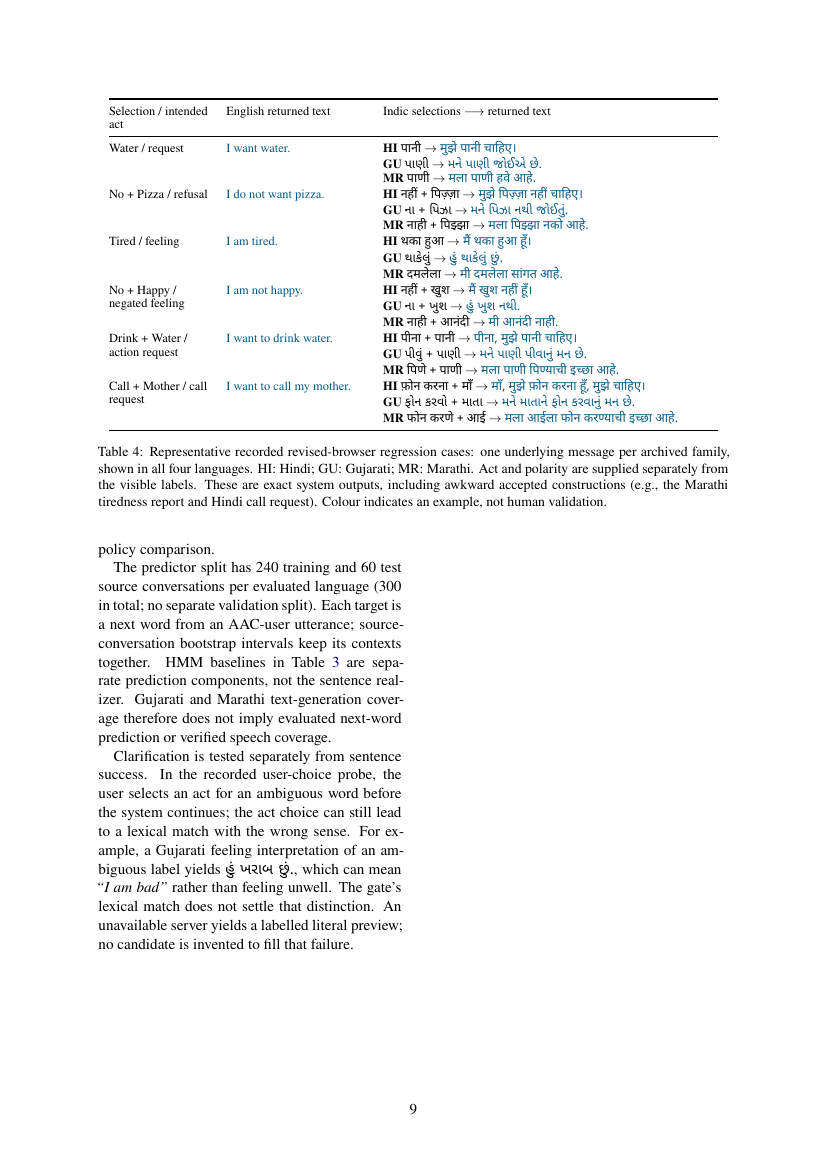 Selection / intended act	English returned text	Indic selections ⟶ returned text
Water / request	I want water.	HI पानी → मुझे पानी चाहिए।
GU પાણી → મને પાણી જોઈએ છે.
MR पाणी → मला पाणी हवे आहे.
No + Pizza / refusal	I do not want pizza.	HI नहीं + पिज़्ज़ा → मुझे पिज़्ज़ा नहीं चाहिए।
GU ના + પિઝા → મને પિઝા નથી જોઈતું.
MR नाही + पिझ्झा → मला पिझ्झा नको आहे.
Tired / feeling	I am tired.	HI थका हुआ → मैं थका हुआ हूँ।
GU થાકેલું → હું થાકેલું છું.
MR दमलेला → मी दमलेला सांगत आहे.
No + Happy / negated feeling	I am not happy.	HI नहीं + खुश → मैं खुश नहीं हूँ।
GU ના + ખુશ → હું ખુશ નથી.
MR नाही + आनंदी → मी आनंदी नाही.
Drink + Water / action request	I want to drink water.	HI पीना + पानी → पीना, मुझे पानी चाहिए।
GU પીવું + પાણી → મને પાણી પીવાનું મન છે.
MR पिणे + पाणी → मला पाणी पिण्याची इच्छा आहे.
Call + Mother / call request	I want to call my mother.	HI फ़ोन करना + माँ → माँ, मुझे फ़ोन करना हूँ, मुझे चाहिए।
GU ફોન કરવો + માતા → મને માતાને ફોન કરવાનું મન છે.
MR फोन करणे + आई → मला आईला फोन करण्याची इच्छा आहे.
Table 4: Representative recorded revised-browser regression cases: one underlying message per archived family,
shown in all four languages. HI: Hindi; GU: Gujarati; MR: Marathi. Act and polarity are supplied separately from
the visible labels. These are exact system outputs, including awkward accepted constructions (e.g., the Marathi
tiredness report and Hindi call request). Colour indicates an example, not human validation.
policy comparison.
The predictor split has 240 training and 60 test
source conversations per evaluated language (300
in total; no separate validation split). Each target is
a next word from an AAC-user utterance; source-
conversation bootstrap intervals keep its contexts
together. HMM baselines in Table 3 are sepa-
rate prediction components, not the sentence real-
izer. Gujarati and Marathi text-generation cover-
age therefore does not imply evaluated next-word
prediction or verified speech coverage.
Clarification is tested separately from sentence
success. In the recorded user-choice probe, the
user selects an act for an ambiguous word before
the system continues; the act choice can still lead
to a lexical match with the wrong sense. For ex-
ample, a Gujarati feeling interpretation of an am-
biguous label yields હું ખરાબ છું., which can mean
“I am bad” rather than feeling unwell. The gate’s
lexical match does not settle that distinction. An
unavailable server yields a labelled literal preview;
no candidate is invented to fill that failure.
9